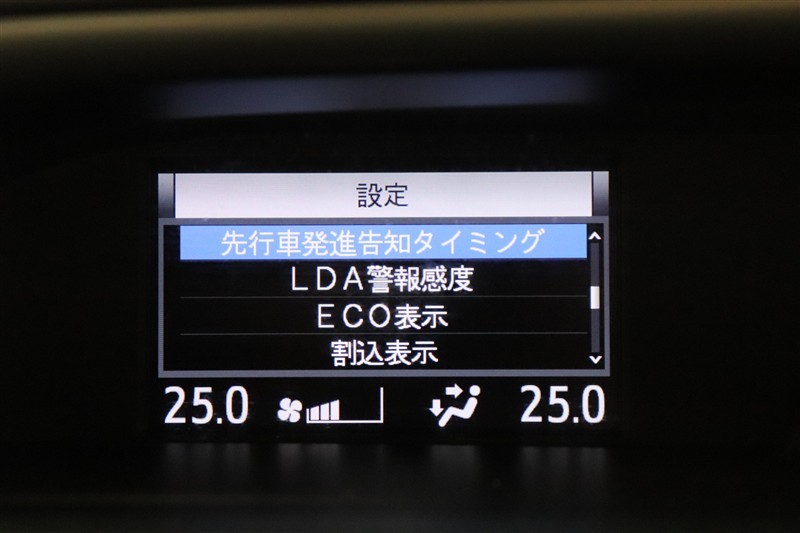 設定
先行車発進告知タイミング
ＬＤＡ警報感度
ＥＣＯ表示
割込表示
25.0 25.0